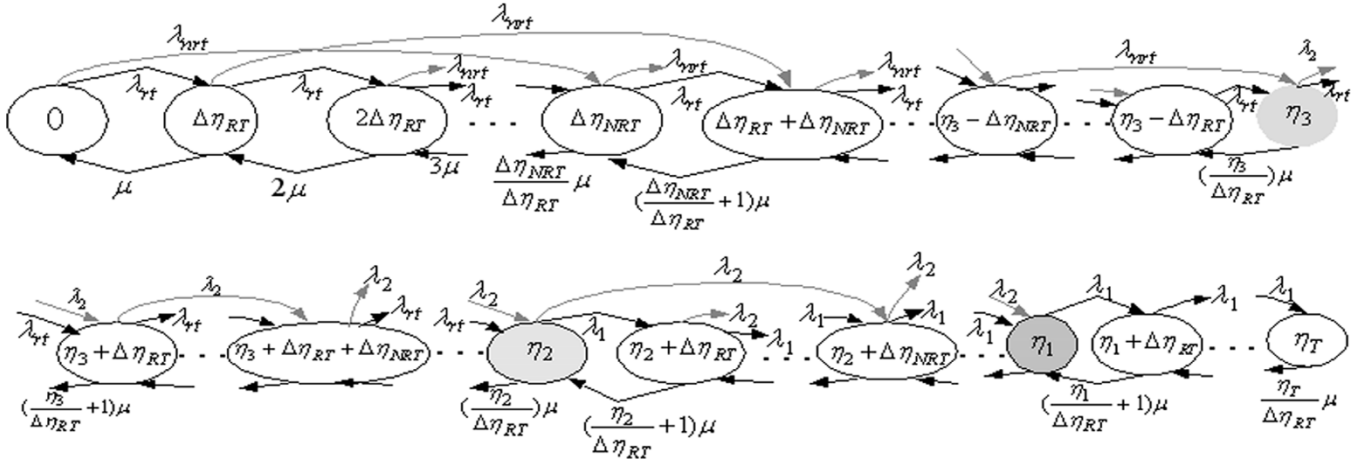 λnrt
λnrt
λnrt λnrt λnrt λ2
λrt λrt λrt λrt λrt λrt λrt
0 ΔηRT 2ΔηRT . . . . ΔηNRT ΔηRT + ΔηNRT . . . . η3 − ΔηNRT . . . . η3 − ΔηRT η3
μ 2μ 3μ ΔηNRT/ΔηRT μ (ΔηNRT/ΔηRT +1)μ (η3/ΔηRT)μ
λ2 λ2 λ2 λ2 λ2 λ2 λ2
λrt λrt λrt λrt λ1 λ2 λ1 λ1 λ1 λ1 λ1 λ1 λ1
η3 + ΔηRT . . . . η3 + ΔηRT + ΔηNRT . . . . η2 η2 + ΔηRT . . . . η2 + ΔηNRT . . . . η1 η1 + ΔηRT . . . . ηT
(η3/ΔηRT +1)μ (η2/ΔηRT)μ (η2/ΔηRT +1)μ (η1/ΔηRT +1)μ ηT/ΔηRT μ